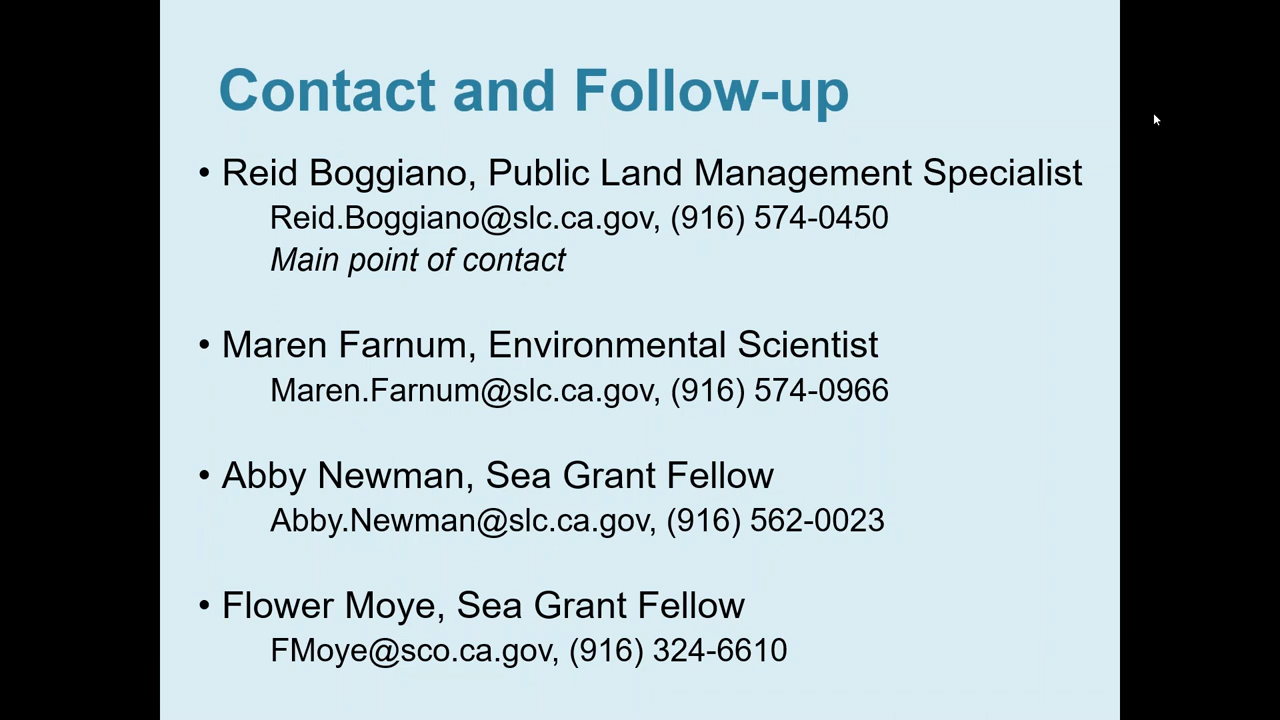 Contact and Follow-up
• Reid Boggiano, Public Land Management Specialist
Reid.Boggiano@slc.ca.gov, (916) 574-0450
Main point of contact
• Maren Farnum, Environmental Scientist
Maren.Farnum@slc.ca.gov, (916) 574-0966
• Abby Newman, Sea Grant Fellow
Abby.Newman@slc.ca.gov, (916) 562-0023
• Flower Moye, Sea Grant Fellow
FMoye@sco.ca.gov, (916) 324-6610